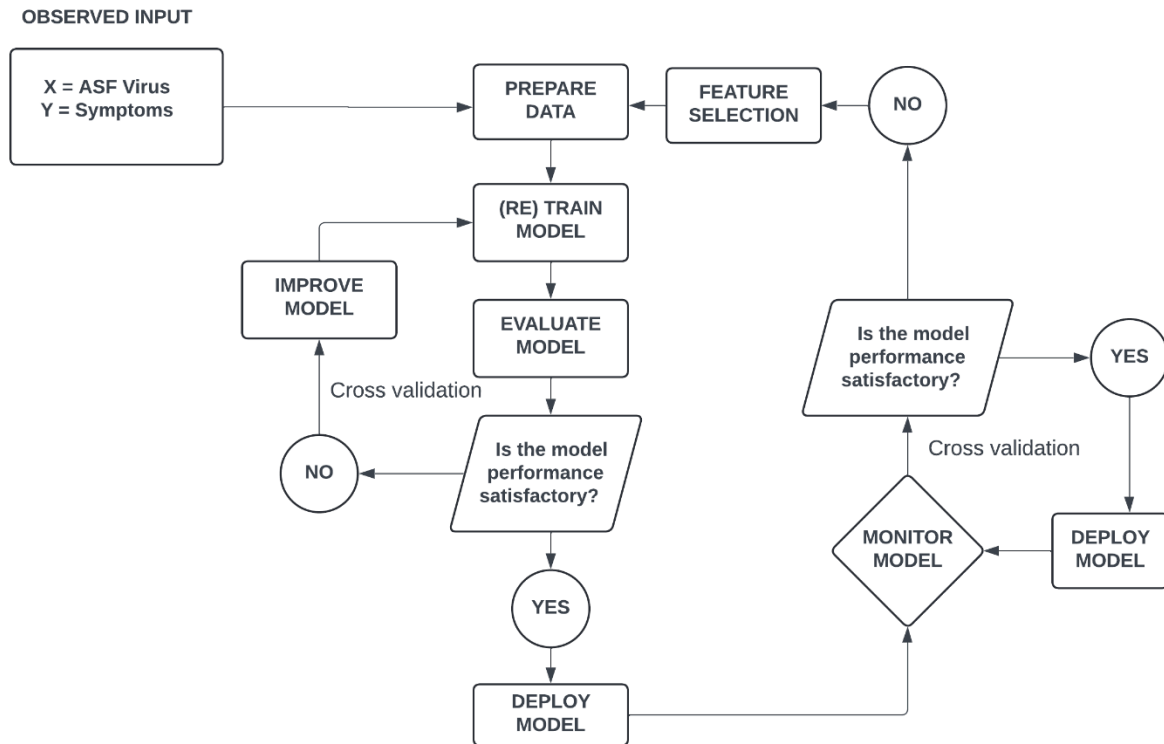 OBSERVED INPUT
X = ASF Virus
Y = Symptoms
PREPARE
DATA
FEATURE
SELECTION
NO
(RE) TRAIN
MODEL
IMPROVE
MODEL
EVALUATE
MODEL
Cross validation
Is the model
performance
satisfactory?
NO
YES
DEPLOY
MODEL
Is the model
performance
satisfactory?
YES
Cross validation
MONITOR
MODEL
DEPLOY
MODEL